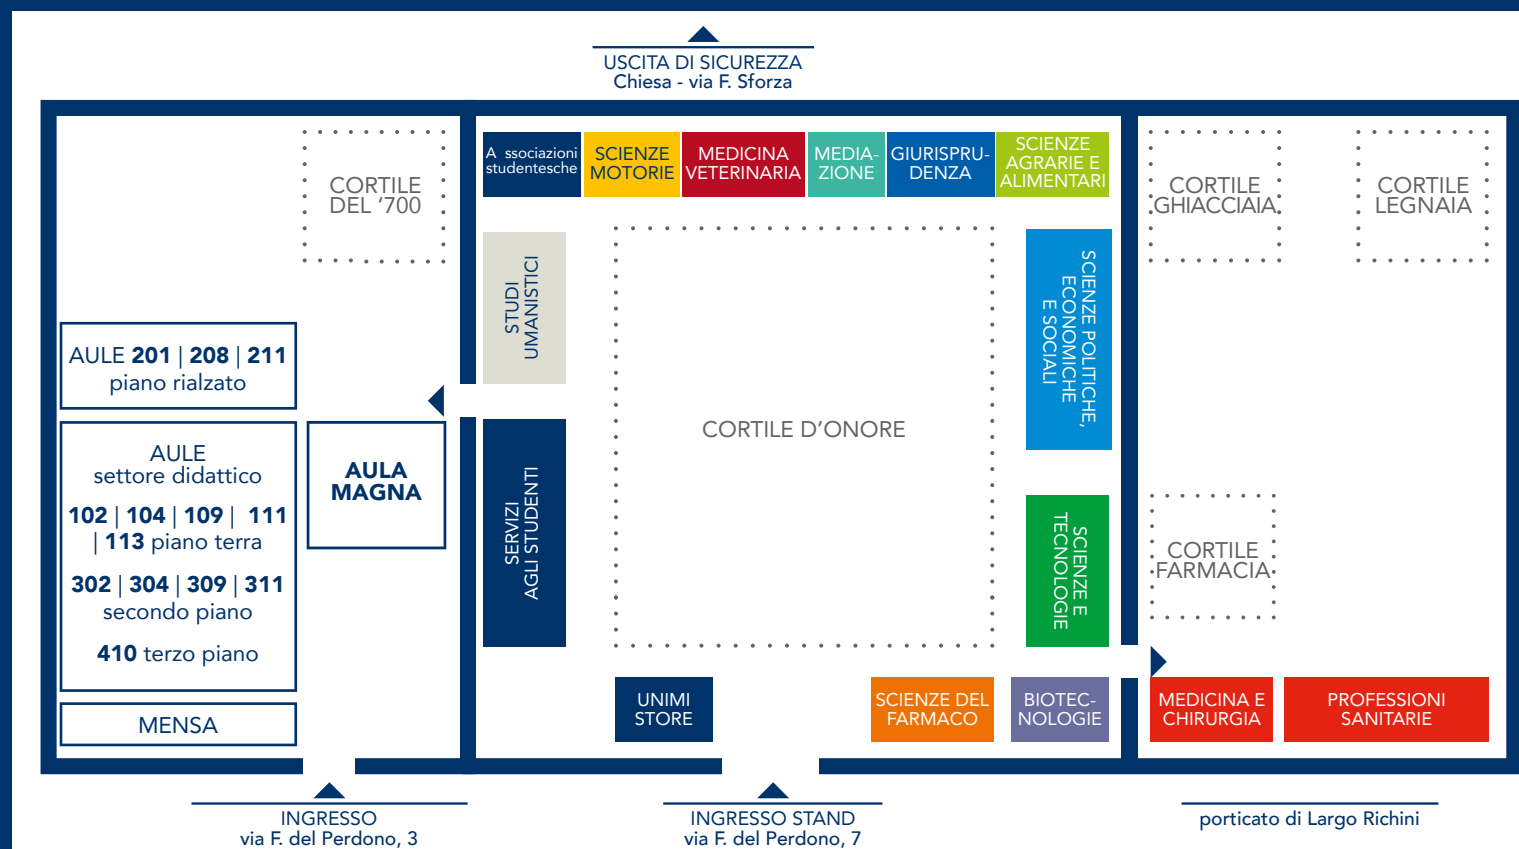 USCITA DI SICUREZZA
Chiesa - via F. Sforza
CORTILE
DEL '700
A ssociazioni
studentesche
SCIENZE
MOTORIE
MEDICINA
VETERINARIA
MEDIA-
ZIONE
GIURISPRU-
DENZA
SCIENZE
AGRARIE E
ALIMENTARI
CORTILE
GHIACCIAIA
CORTILE
LEGNAIA
STUDI
UMANISTICI
SCIENZE POLITICHE,
ECONOMICHE
E SOCIALI
AULE 201 | 208 | 211
piano rialzato
CORTILE D'ONORE
AULE
settore didattico
102 | 104 | 109 | 111
| 113 piano terra
302 | 304 | 309 | 311
secondo piano
410 terzo piano
AULA
MAGNA
SERVIZI
AGLI STUDENTI
SCIENZE E
TECNOLOGIE
CORTILE
FARMACIA
MENSA
UNIMI
STORE
SCIENZE DEL
FARMACO
BIOTEC-
NOLOGIE
MEDICINA E
CHIRURGIA
PROFESSIONI
SANITARIE
INGRESSO
via F. del Perdono, 3
INGRESSO STAND
via F. del Perdono, 7
porticato di Largo Richini